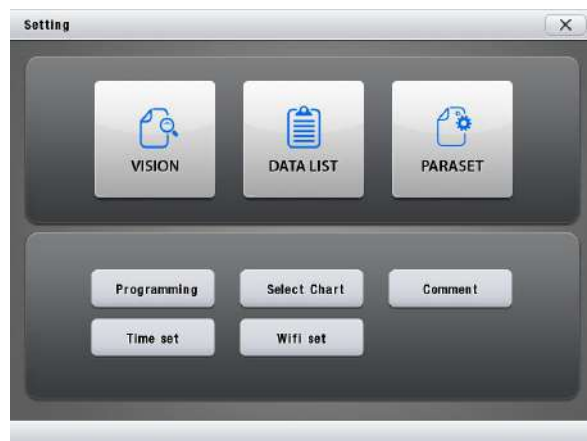 Setting
VISION DATA LIST PARASET
Programming Select Chart Comment
Time set Wifi set